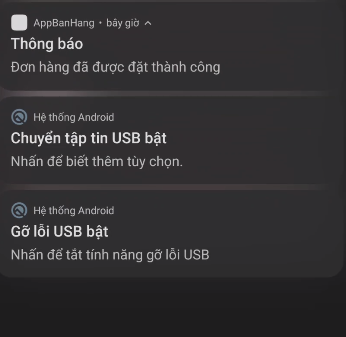 AppBanHang • bây giờ
Thông báo
Đơn hàng đã được đặt thành công
Hệ thống Android
Chuyển tập tin USB bật
Nhấn để biết thêm tùy chọn.
Hệ thống Android
Gỡ lỗi USB bật
Nhấn để tắt tính năng gỡ lỗi USB